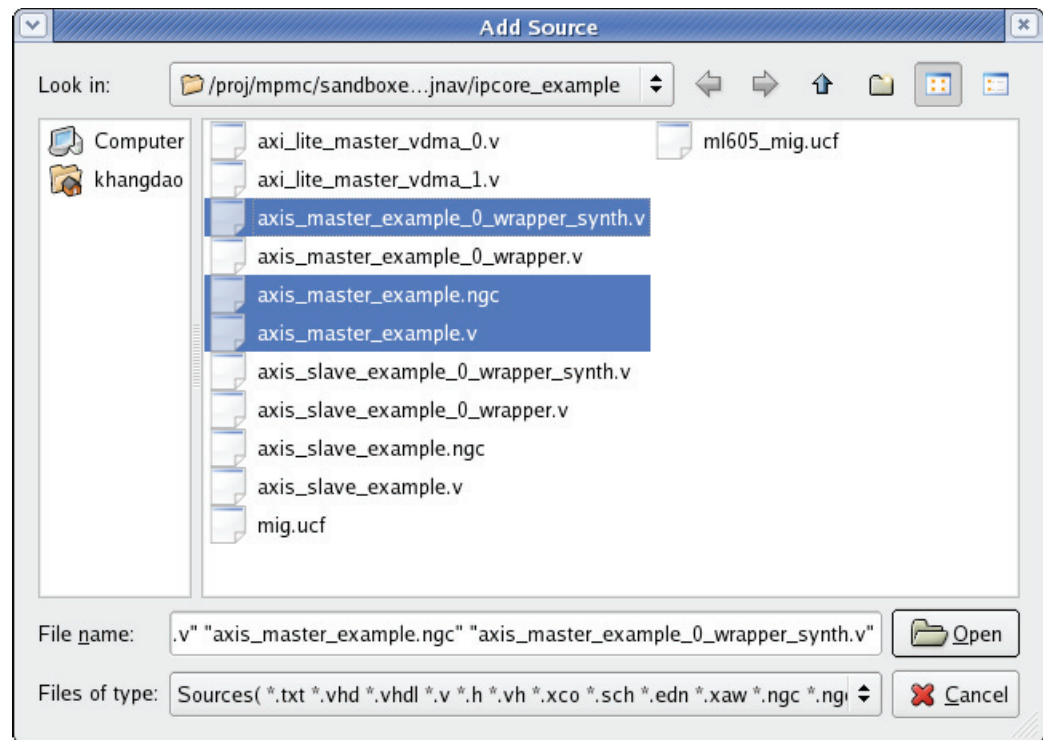 Add Source
Look in:
/proj/mpmc/sandboxe...jnav/ipcore_example
Computer
khangdao
axi_lite_master_vdma_0.v
axi_lite_master_vdma_1.v
axis_master_example_0_wrapper_synth.v
axis_master_example_0_wrapper.v
axis_master_example.ngc
axis_master_example.v
axis_slave_example_0_wrapper_synth.v
axis_slave_example_0_wrapper.v
axis_slave_example.ngc
axis_slave_example.v
mig.ucf
ml605_mig.ucf
File name:
.v" "axis_master_example.ngc" "axis_master_example_0_wrapper_synth.v"
Open
Files of type:
Sources( *.txt *.vhd *.vhdl *.v *.h *.vh *.xco *.sch *.edn *.xaw *.ngc *.ng
Cancel